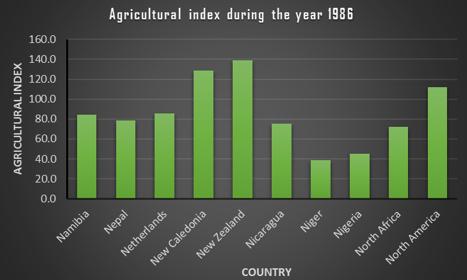 Agricultural index during the year 1986
160.0
140.0
120.0
100.0
80.0
60.0
40.0
20.0
0.0
AGRICULTURAL INDEX
Namibia
Nepal
Netherlands
New Caledonia
New Zealand
Nicaragua
Niger
Nigeria
North Africa
North America
COUNTRY